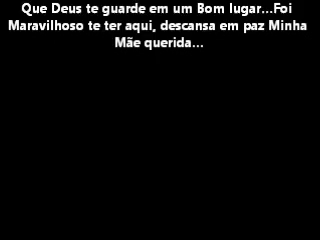 Que Deus te guarde em um Bom lugar...Foi
Maravilhoso te ter aqui, descansa em paz Minha
Mãe querida...